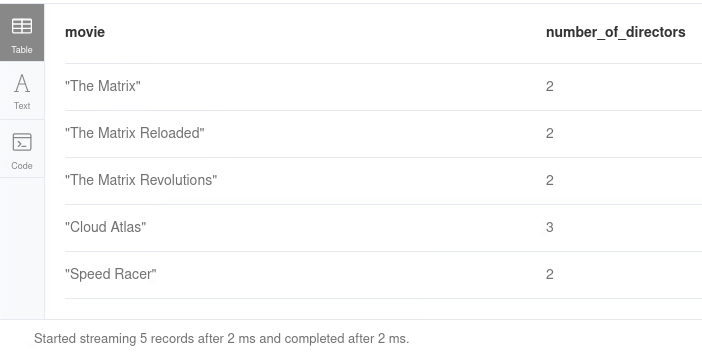 Table
Text
Code
movie number_of_directors
"The Matrix" 2
"The Matrix Reloaded" 2
"The Matrix Revolutions" 2
"Cloud Atlas" 3
"Speed Racer" 2
Started streaming 5 records after 2 ms and completed after 2 ms.